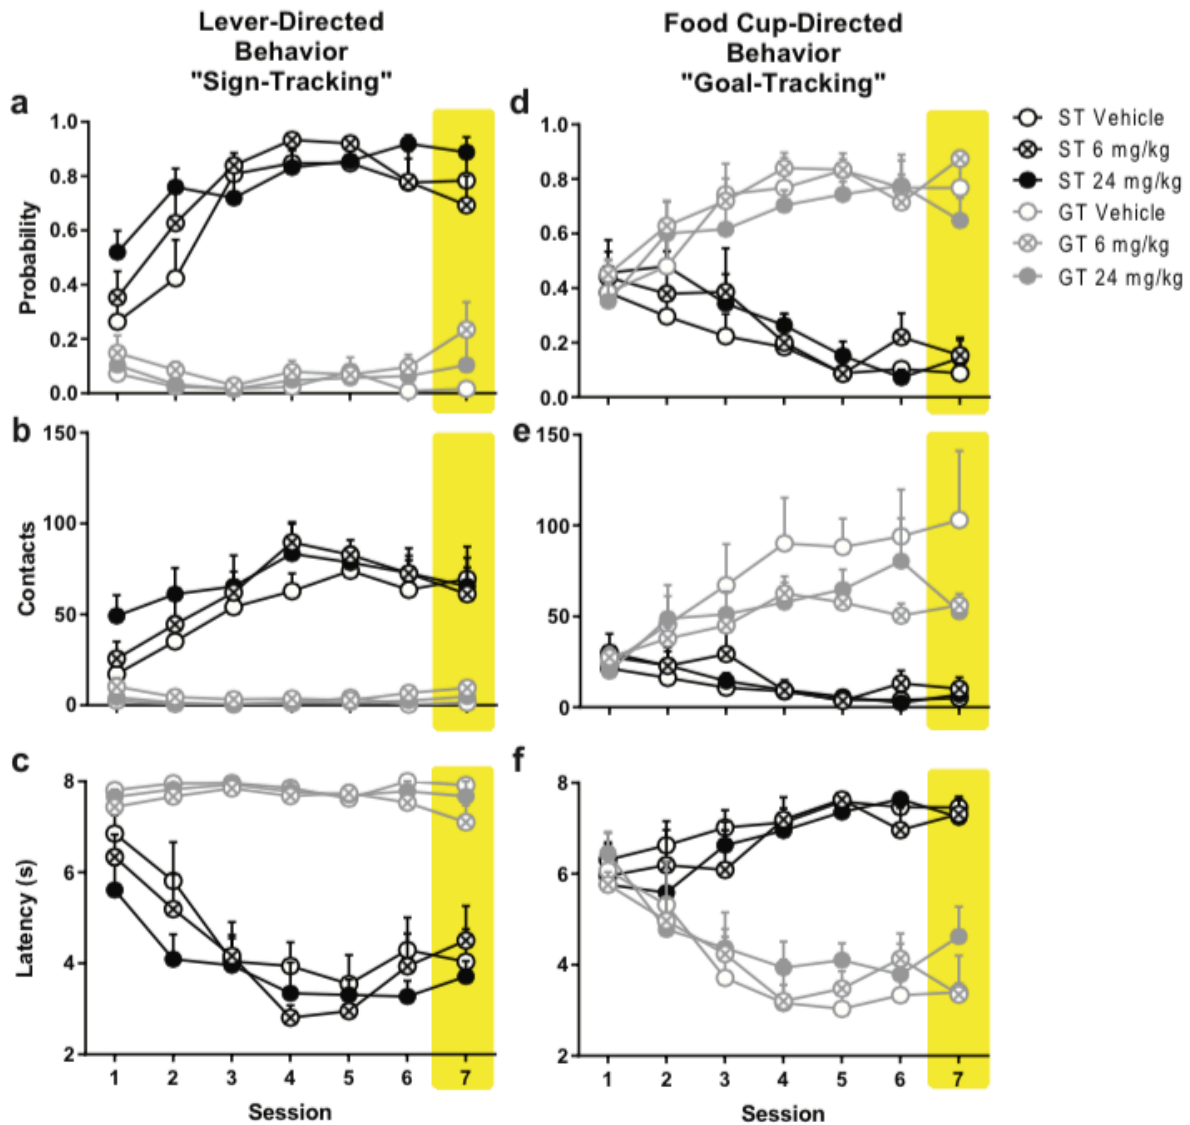 Lever-Directed
Behavior
"Sign-Tracking"
Food Cup-Directed
Behavior
"Goal-Tracking"
a
Probability
1.0
0.8
0.6
0.4
0.2
0.0
d
1.0
0.8
0.6
0.4
0.2
0.0
ST Vehicle
ST 6 mg/kg
ST 24 mg/kg
GT Vehicle
GT 6 mg/kg
GT 24 mg/kg
b
Contacts
150
100
50
0
e
150
100
50
0
c
Latency (s)
8
6
4
2
1 2 3 4 5 6 7
Session
f
8
6
4
2
1 2 3 4 5 6 7
Session